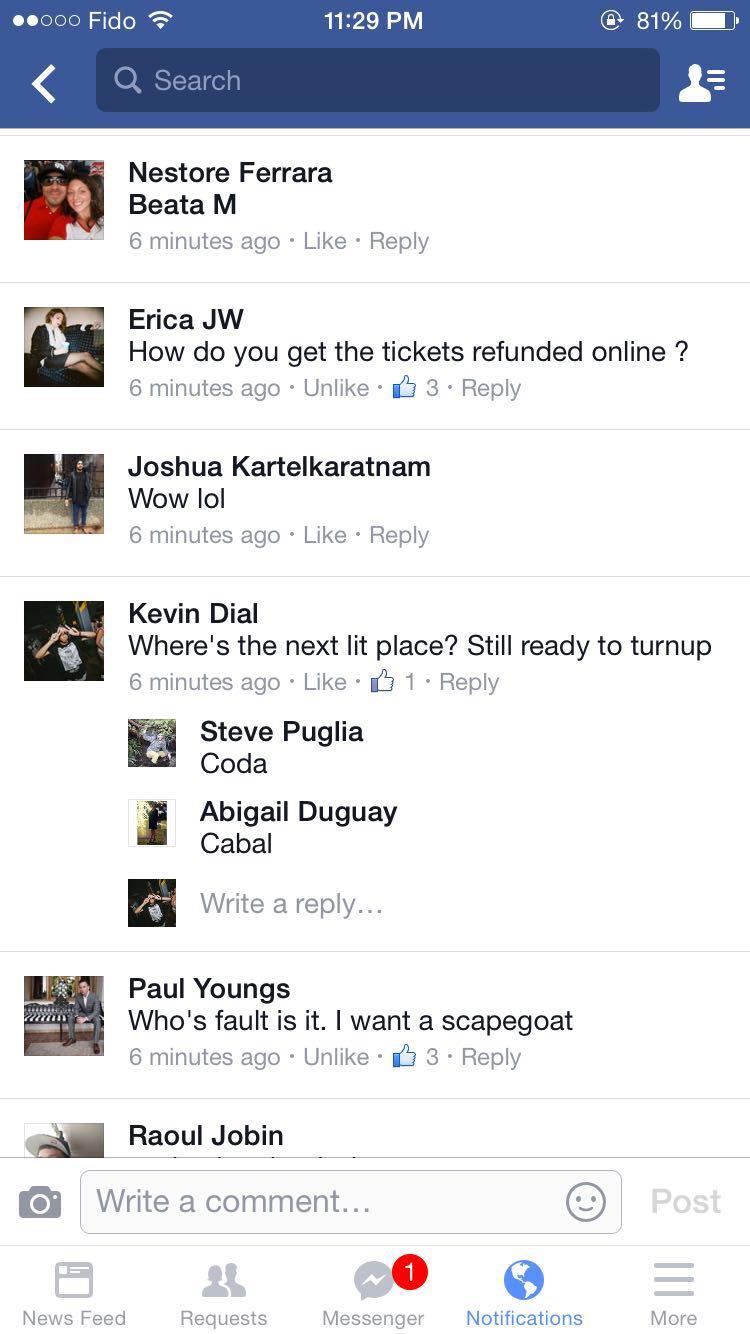 Fido
11:29 PM
81%
Search
Nestore Ferrara
Beata M
6 minutes ago · Like · Reply
Erica JW
How do you get the tickets refunded online ?
6 minutes ago · Unlike · 3 · Reply
Joshua Kartelkaratnam
Wow lol
6 minutes ago · Like · Reply
Kevin Dial
Where's the next lit place? Still ready to turnup
6 minutes ago · Like · 1 · Reply
Steve Puglia
Coda
Abigail Duguay
Cabal
Write a reply...
Paul Youngs
Who's fault is it. I want a scapegoat
6 minutes ago · Unlike · 3 · Reply
Raoul Jobin
Write a comment...
Post
1
News Feed
Requests
Messenger
Notifications
More